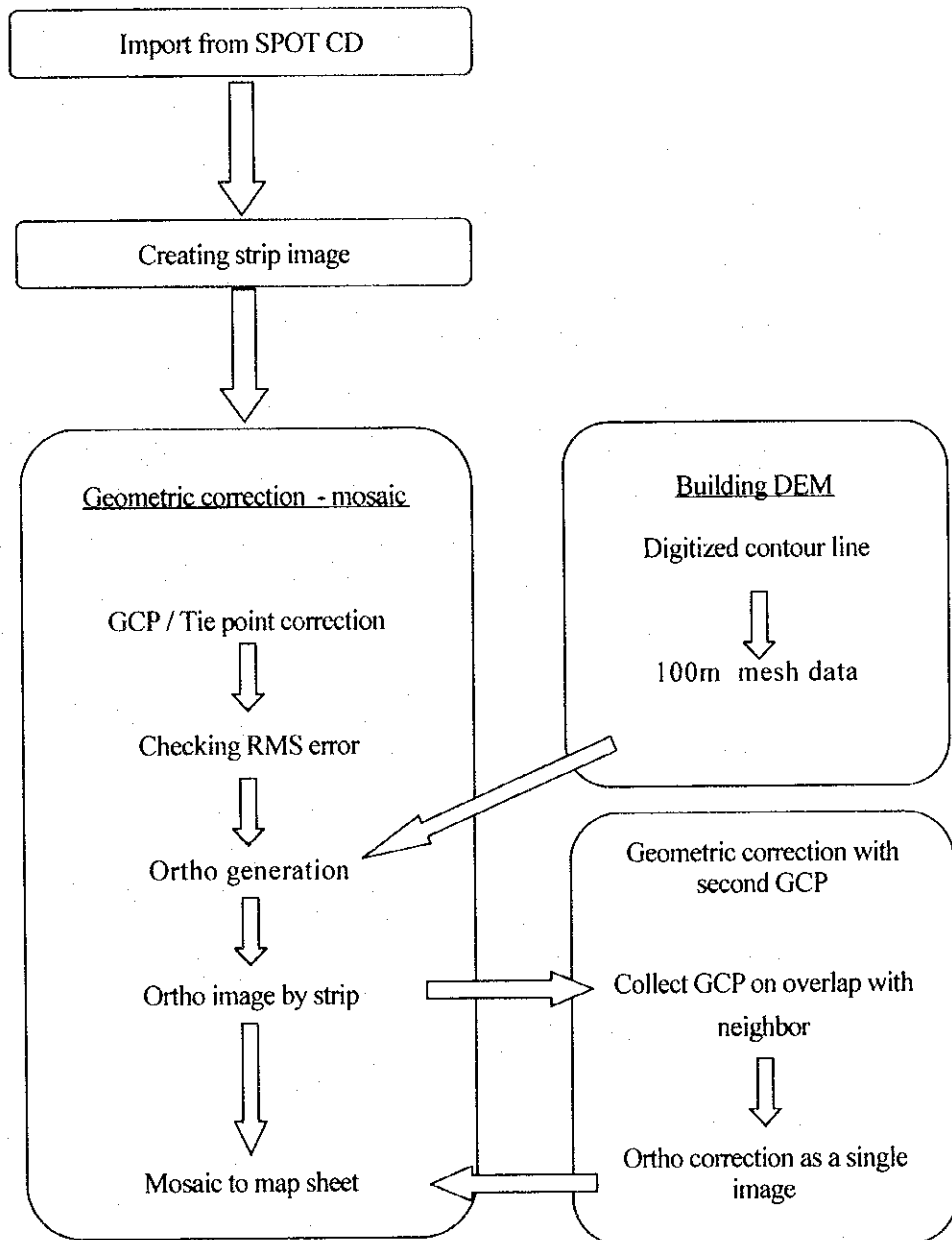 Import from SPOT CD
Creating strip image
Geometric correction - mosaic
GCP / Tie point correction
Checking RMS error
Ortho generation
Ortho image by strip
Mosaic to map sheet
Building DEM
Digitized contour line
100m mesh data
Geometric correction with
second GCP
Collect GCP on overlap with
neighbor
Ortho correction as a single
image